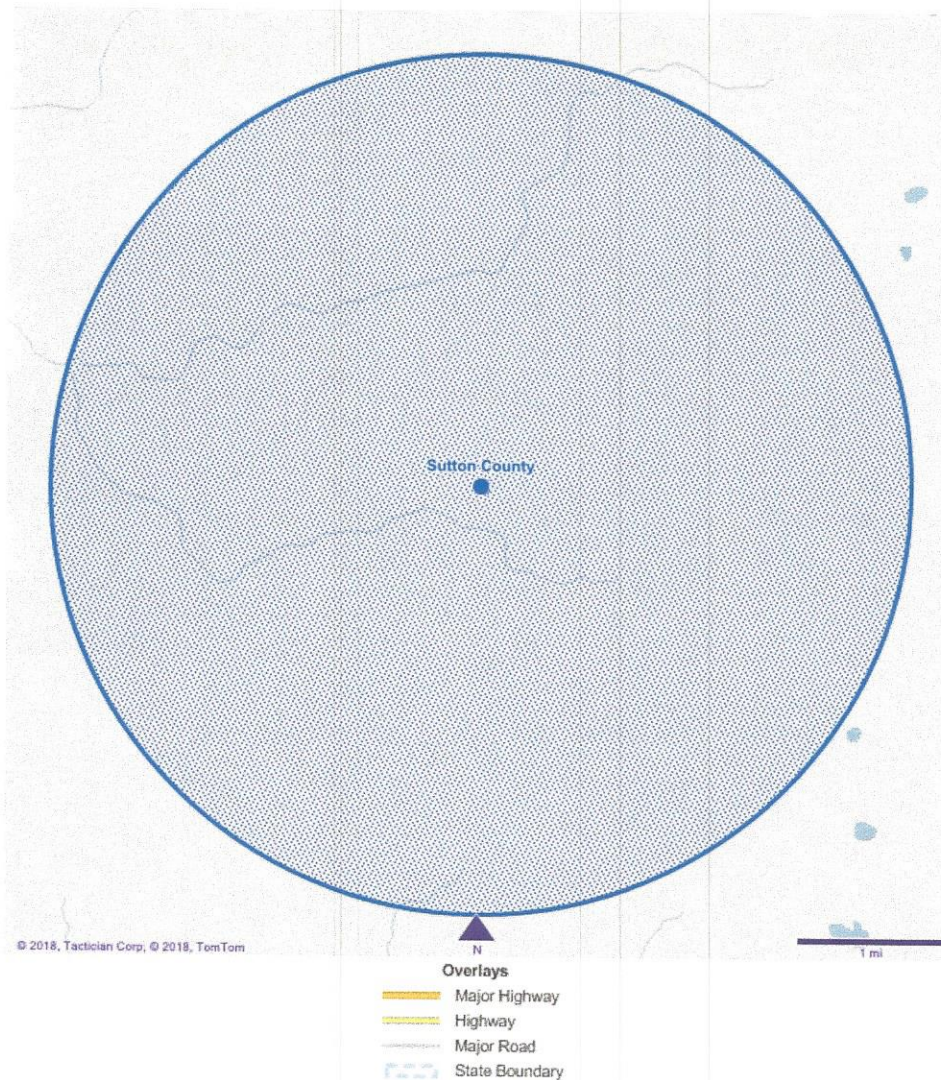 Sutton County
© 2018, Tactician Corp; © 2018, TomTom
N
1 mi
Overlays
Major Highway
Highway
Major Road
State Boundary